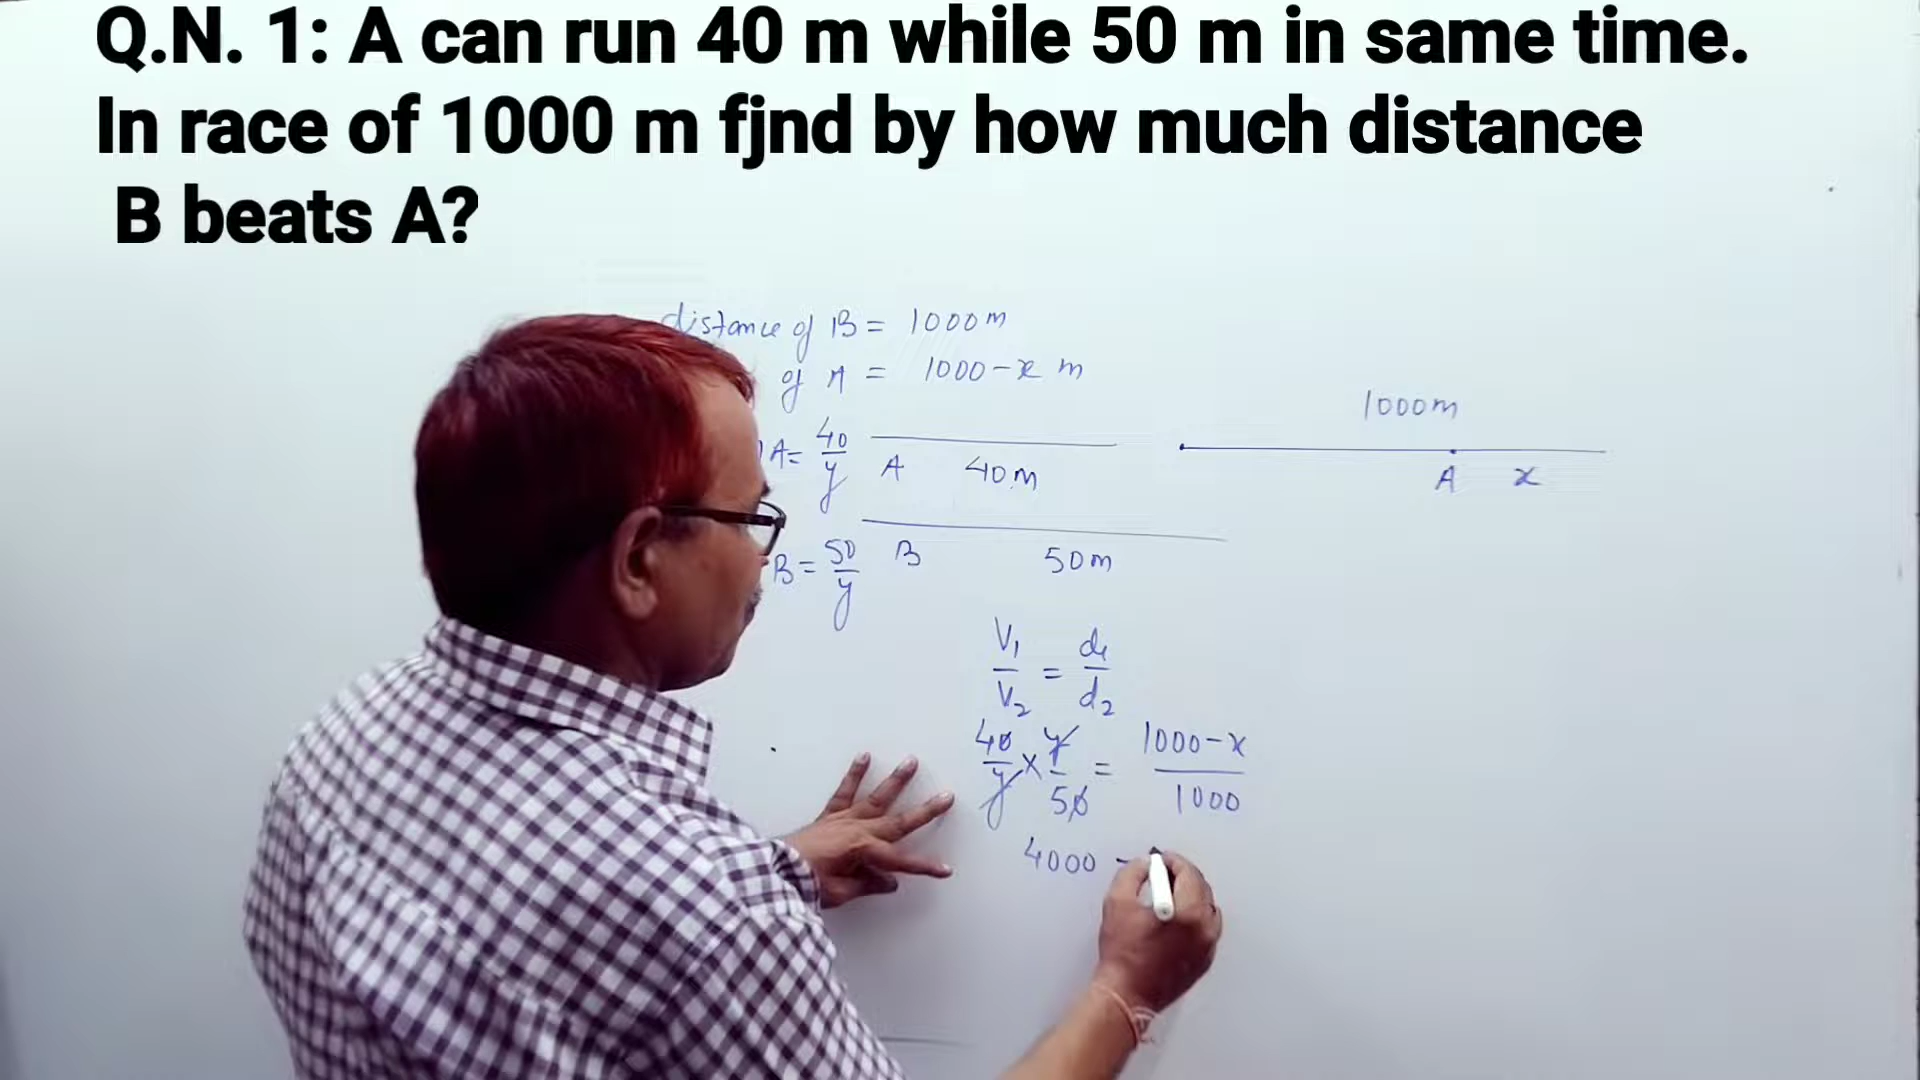 Q.N. 1: A can run 40 m while 50 m in same time.
In race of 1000 m fjnd by how much distance
B beats A?
distance of B = 1000 m
of A = 1000 - x m
1000m
A = 40/y A 40m
A x
B = 50/y B 50m
V₁/V₂ = d₁/d₂
40/y × y/50 = 1000-x/1000
4000